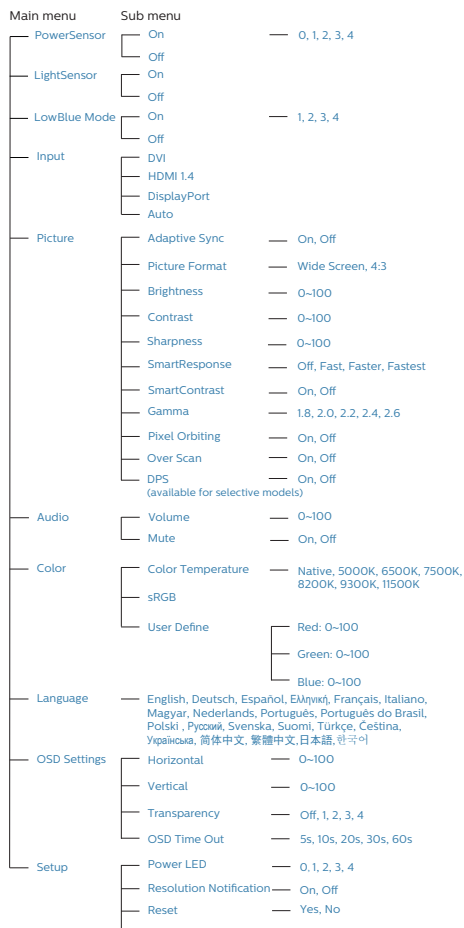 Main menu Sub menu
PowerSensor On 0, 1, 2, 3, 4
Off
LightSensor On
Off
LowBlue Mode On 1, 2, 3, 4
Off
Input DVI
HDMI 1.4
DisplayPort
Auto
Picture Adaptive Sync On, Off
Picture Format Wide Screen, 4:3
Brightness 0~100
Contrast 0~100
Sharpness 0~100
SmartResponse Off, Fast, Faster, Fastest
SmartContrast On, Off
Gamma 1.8, 2.0, 2.2, 2.4, 2.6
Pixel Orbiting On, Off
Over Scan On, Off
DPS On, Off
(available for selective models)
Audio Volume 0~100
Mute On, Off
Color Color Temperature Native, 5000K, 6500K, 7500K,
8200K, 9300K, 11500K
sRGB
User Define Red: 0~100
Green: 0~100
Blue: 0~100
Language English, Deutsch, Español, Ελληνική, Français, Italiano,
Magyar, Nederlands, Português, Português do Brasil,
Polski , Русский, Svenska, Suomi, Türkçe, Čeština,
Українська, 简体中文, 繁體中文,日本語,한국어
OSD Settings Horizontal 0~100
Vertical 0~100
Transparency Off, 1, 2, 3, 4
OSD Time Out 5s, 10s, 20s, 30s, 60s
Setup Power LED 0, 1, 2, 3, 4
Resolution Notification On, Off
Reset Yes, No